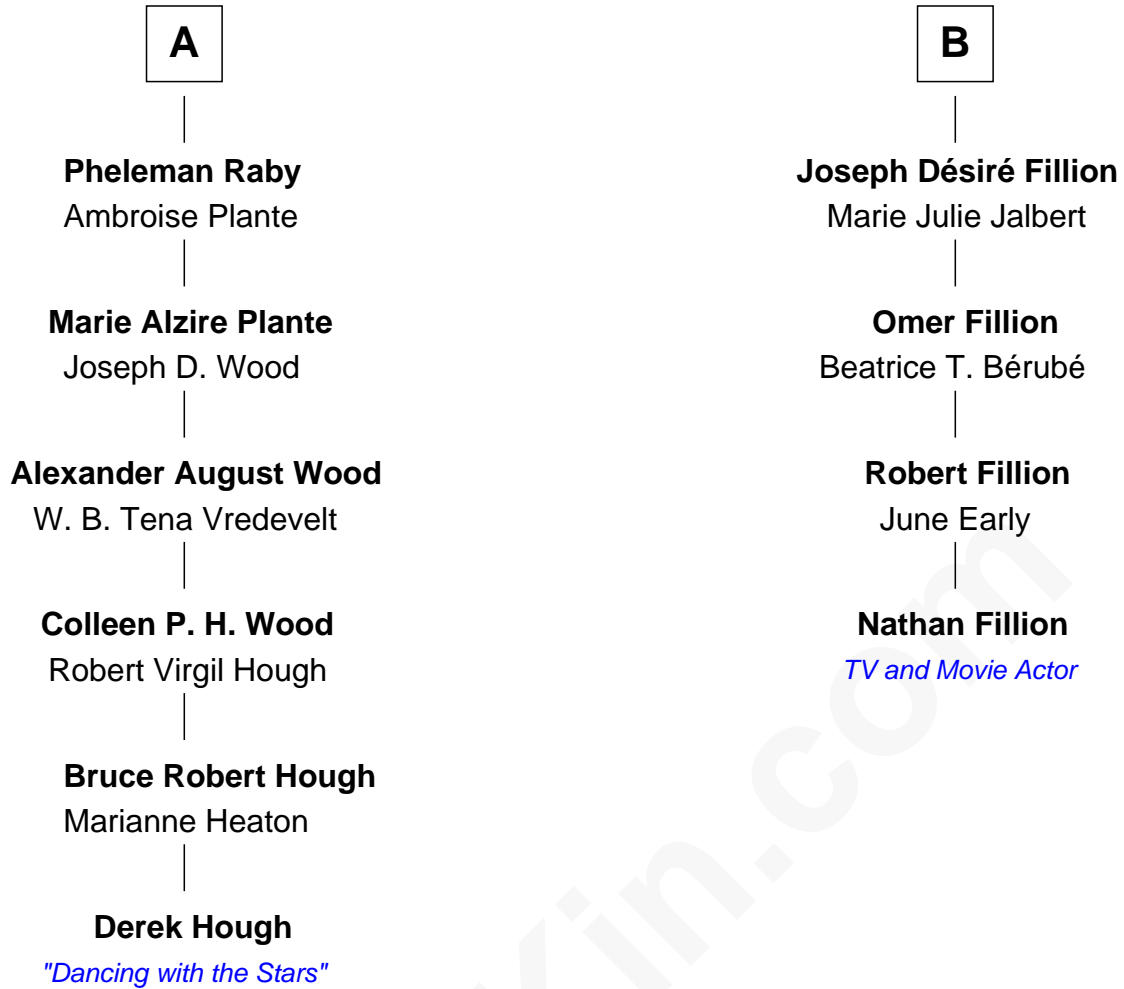 A
Pheleman Raby
Ambroise Plante
Marie Alzire Plante
Joseph D. Wood
Alexander August Wood
W. B. Tena Vredevelt
Colleen P. H. Wood
Robert Virgil Hough
Bruce Robert Hough
Marianne Heaton
Derek Hough
"Dancing with the Stars"
B
Joseph Désiré Fillion
Marie Julie Jalbert
Omer Fillion
Beatrice T. Bérubé
Robert Fillion
June Early
Nathan Fillion
TV and Movie Actor
Kin.com